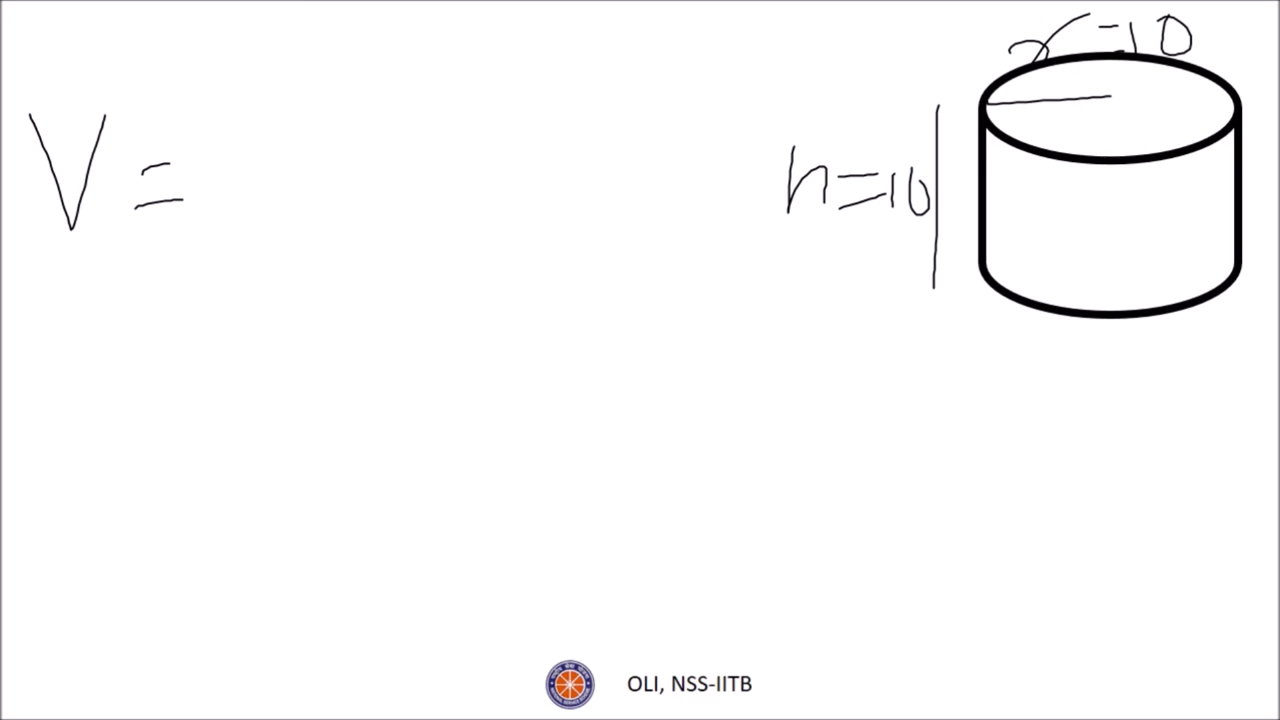 r=10
V =
h=10
OLI, NSS-IITB